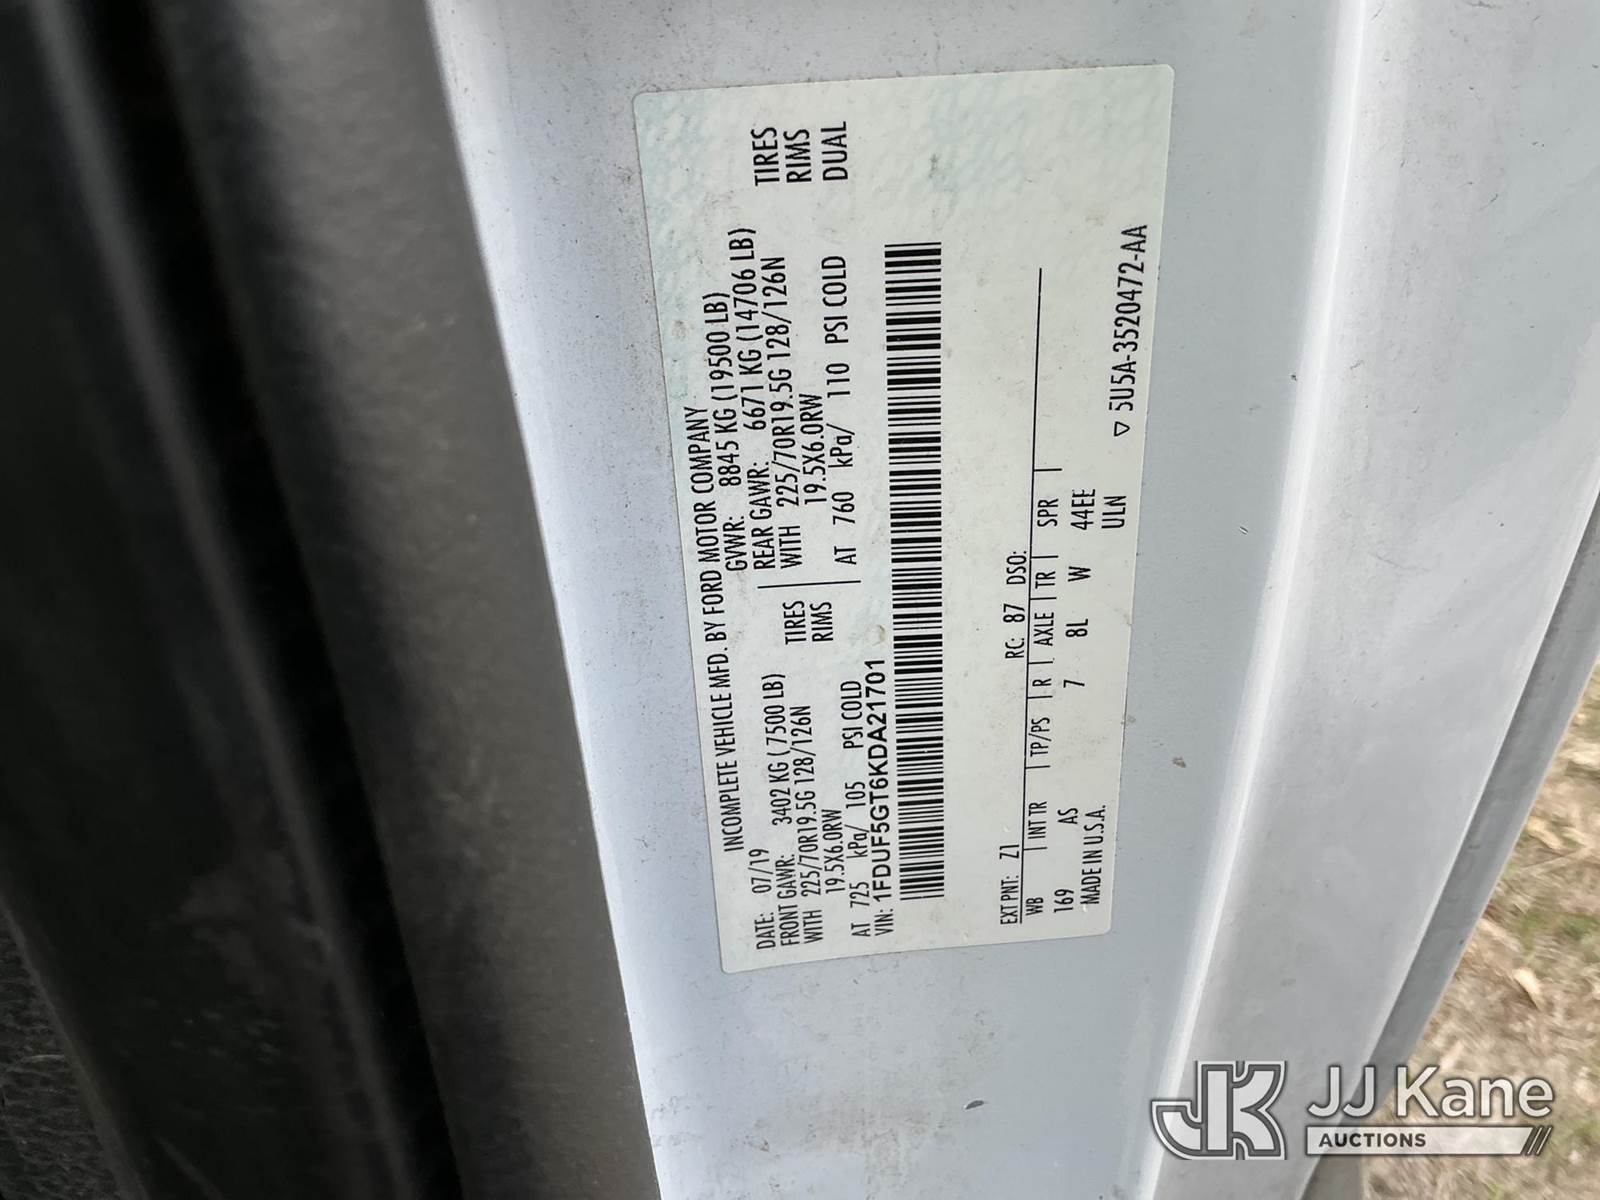 INCOMPLETE VEHICLE MFD. BY FORD MOTOR COMPANY
DATE: 07/19 GVWR: 8845 KG (19500 LB)
FRONT GAWR: 3402 KG (7500 LB) REAR GAWR: 6671 KG (14706 LB)
WITH 225/70R19.5G 128/126N TIRES WITH 225/70R19.5G 128/126N TIRES
19.5X6.0RW RIMS 19.5X6.0RW RIMS
AT 725 kPa/ 105 PSI COLD AT 760 kPa/ 110 PSI COLD DUAL
VIN: 1FDUF5GT6KDA21701
EXT PNT: Z1 RC: 87 DSO:
WB INT TR TP/PS R AXLE TR SPR
169 AS 7 8L W 44EE
MADE IN U.S.A. ULN
▽ 5U5A-3520472-AA
JK JJ Kane
AUCTIONS